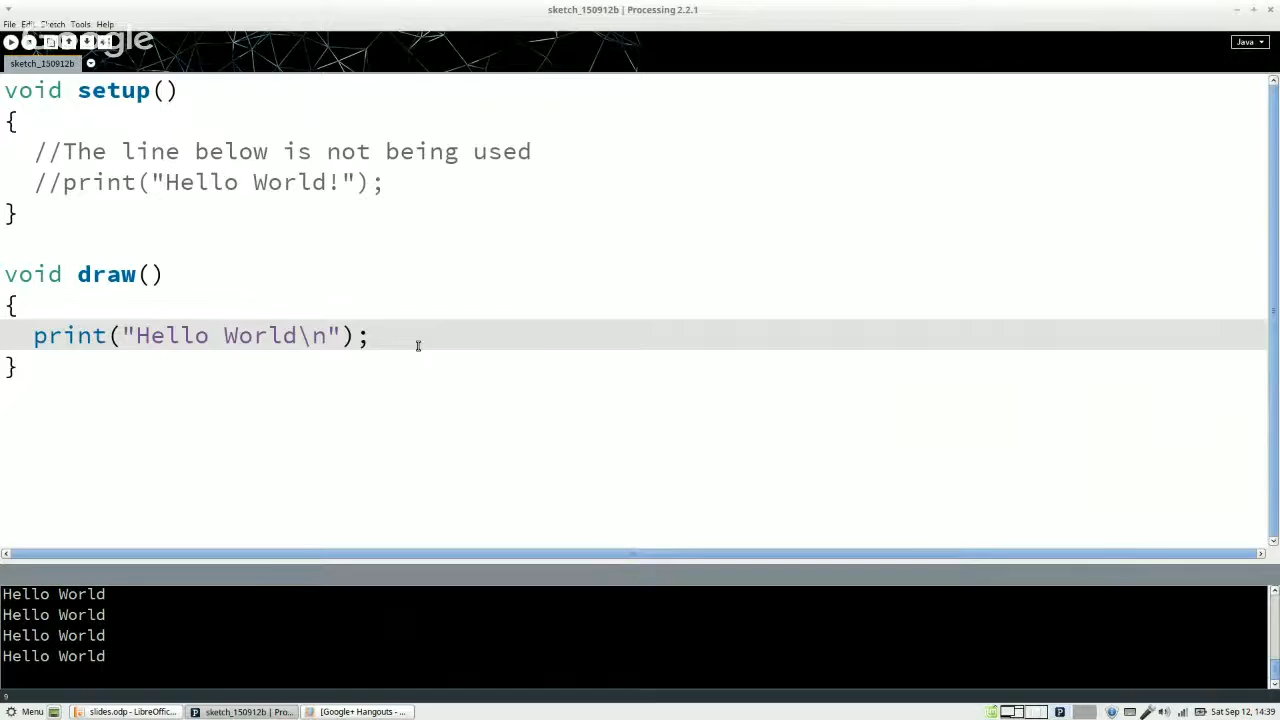 sketch_150912b | Processing 2.2.1
File Edit Sketch Tools Help
Google
Java
sketch_150912b
void setup()
{
//The line below is not being used
//print("Hello World!");
}
void draw()
{
print("Hello World\n");
}
Hello World
Hello World
Hello World
Hello World
9
Menu slides.odp - LibreOffic... sketch_150912b | Pro... [Google+ Hangouts - ... P Sat Sep 12, 14:39